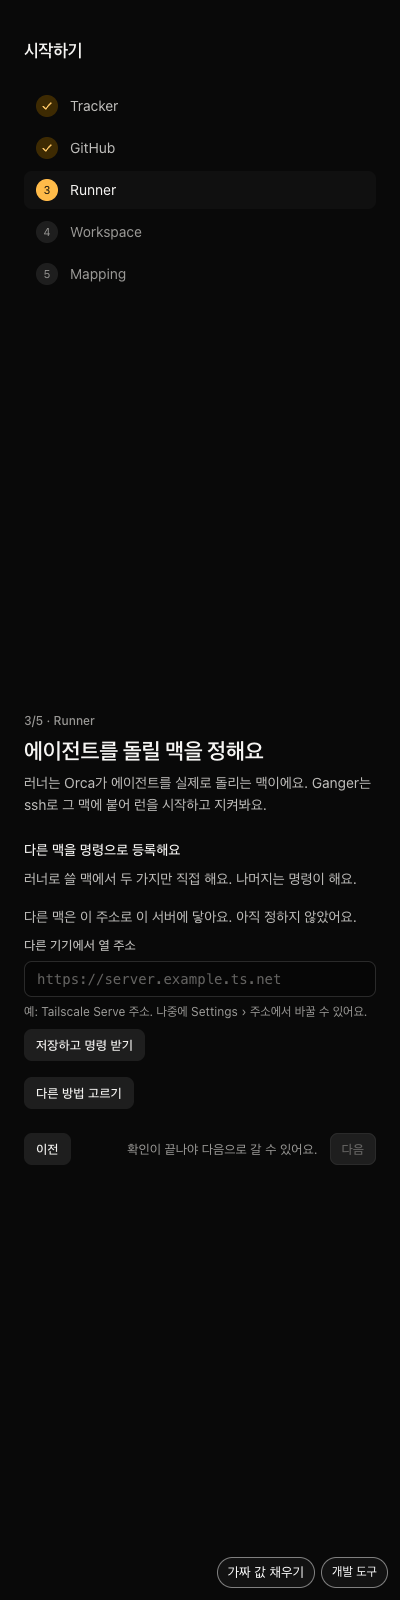 시작하기
Tracker
GitHub
3 Runner
4 Workspace
5 Mapping
3/5 · Runner
에이전트를 돌릴 맥을 정해요
러너는 Orca가 에이전트를 실제로 돌리는 맥이에요. Ganger는
ssh로 그 맥에 붙어 런을 시작하고 지켜봐요.
다른 맥을 명령으로 등록해요
러너로 쓸 맥에서 두 가지만 직접 해요. 나머지는 명령이 해요.
다른 맥은 이 주소로 이 서버에 닿아요. 아직 정하지 않았어요.
다른 기기에서 열 주소
https://server.example.ts.net
예: Tailscale Serve 주소. 나중에 Settings › 주소에서 바꿀 수 있어요.
저장하고 명령 받기
다른 방법 고르기
이전 확인이 끝나야 다음으로 갈 수 있어요. 다음
가짜 값 채우기 개발 도구